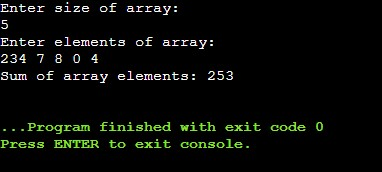 Enter size of array:
5
Enter elements of array:
234 7 8 0 4
Sum of array elements: 253
...Program finished with exit code 0
Press ENTER to exit console.